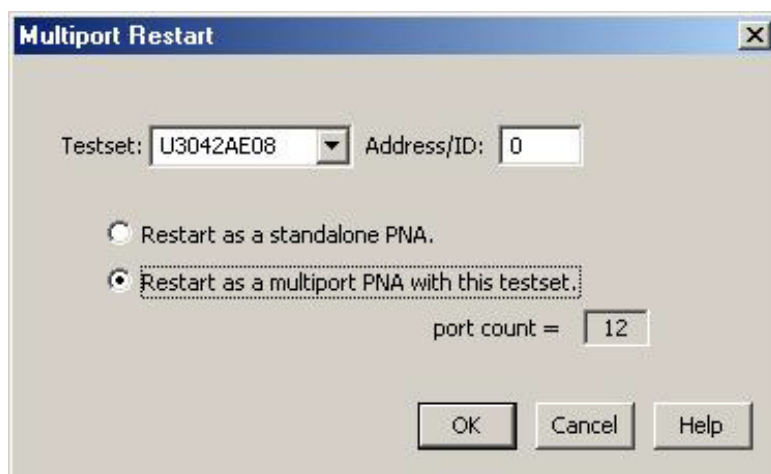 Multiport Restart
Testset: U3042AE08 Address/ID: 0
Restart as a standalone PNA.
Restart as a multiport PNA with this testset.
port count = 12
OK Cancel Help